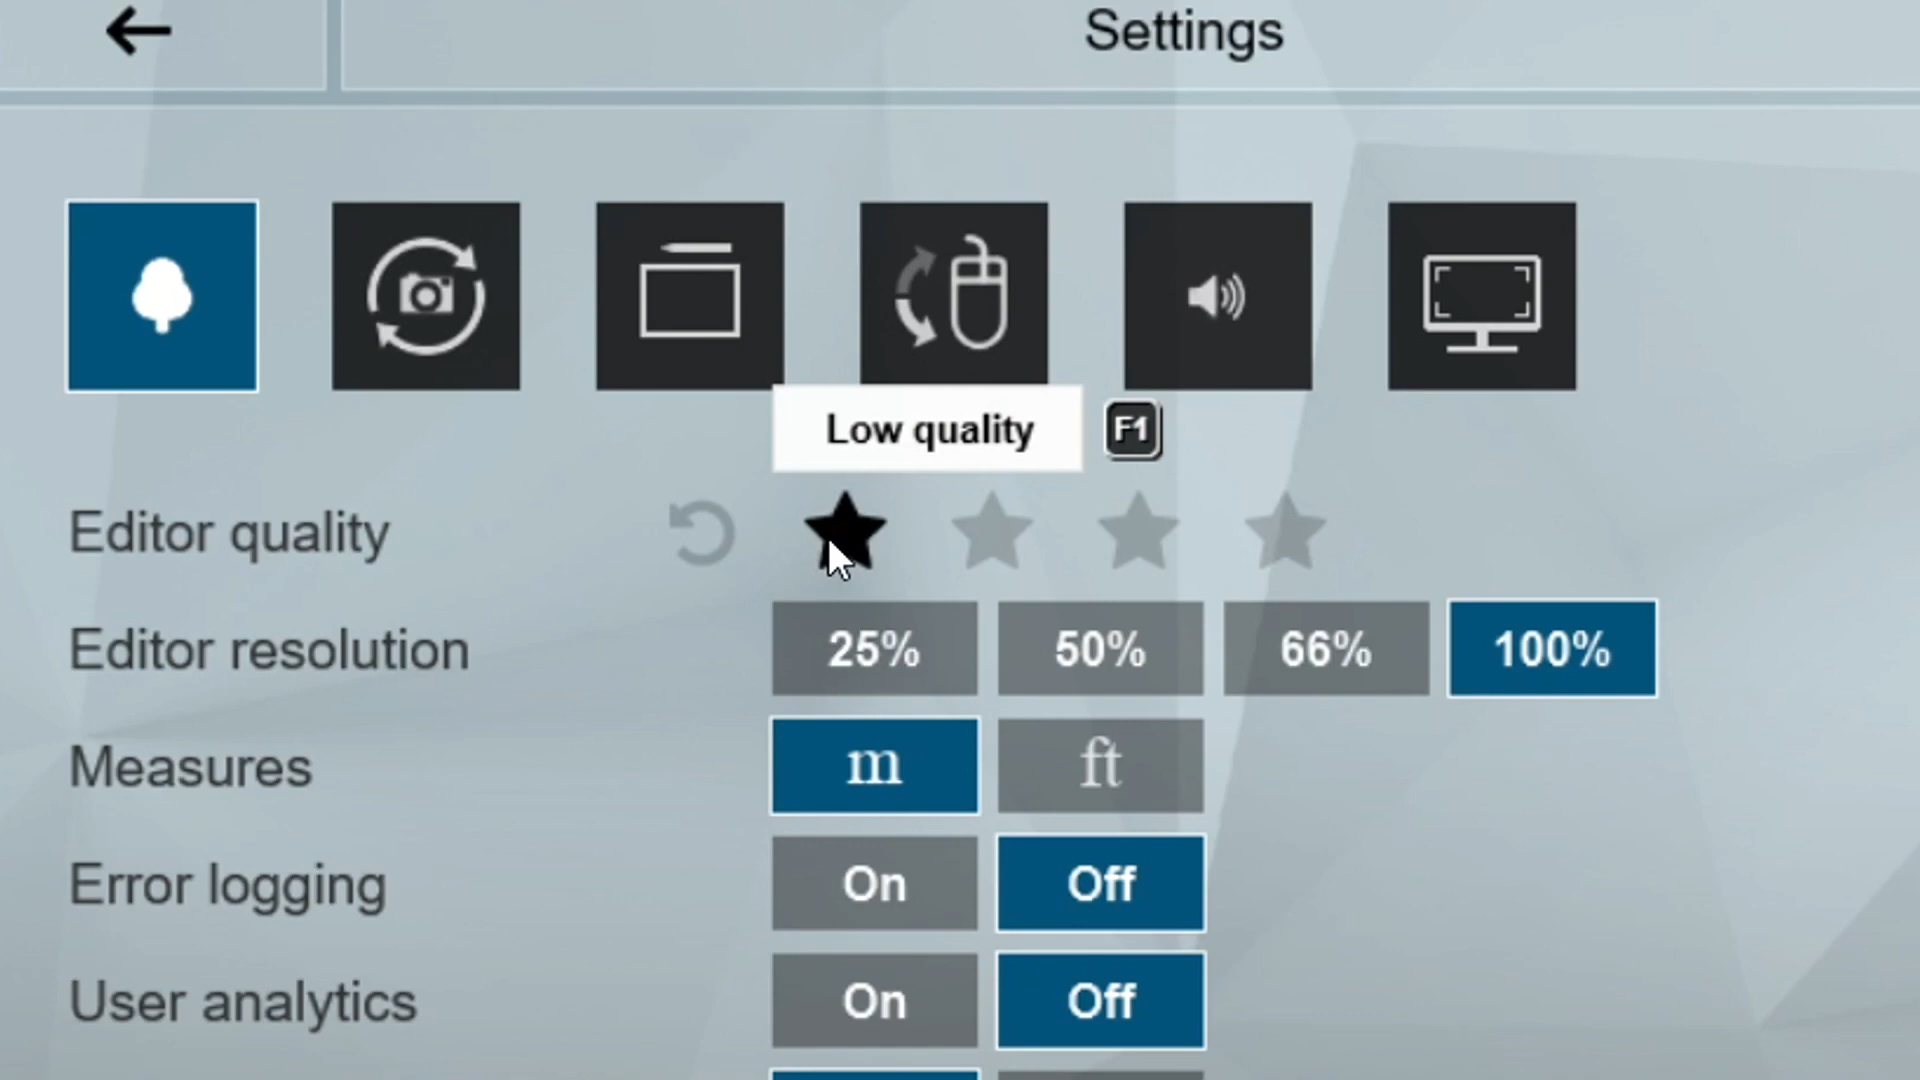 Settings
Low quality F1
Editor quality
Editor resolution 25% 50% 66% 100%
Measures m ft
Error logging On Off
User analytics On Off